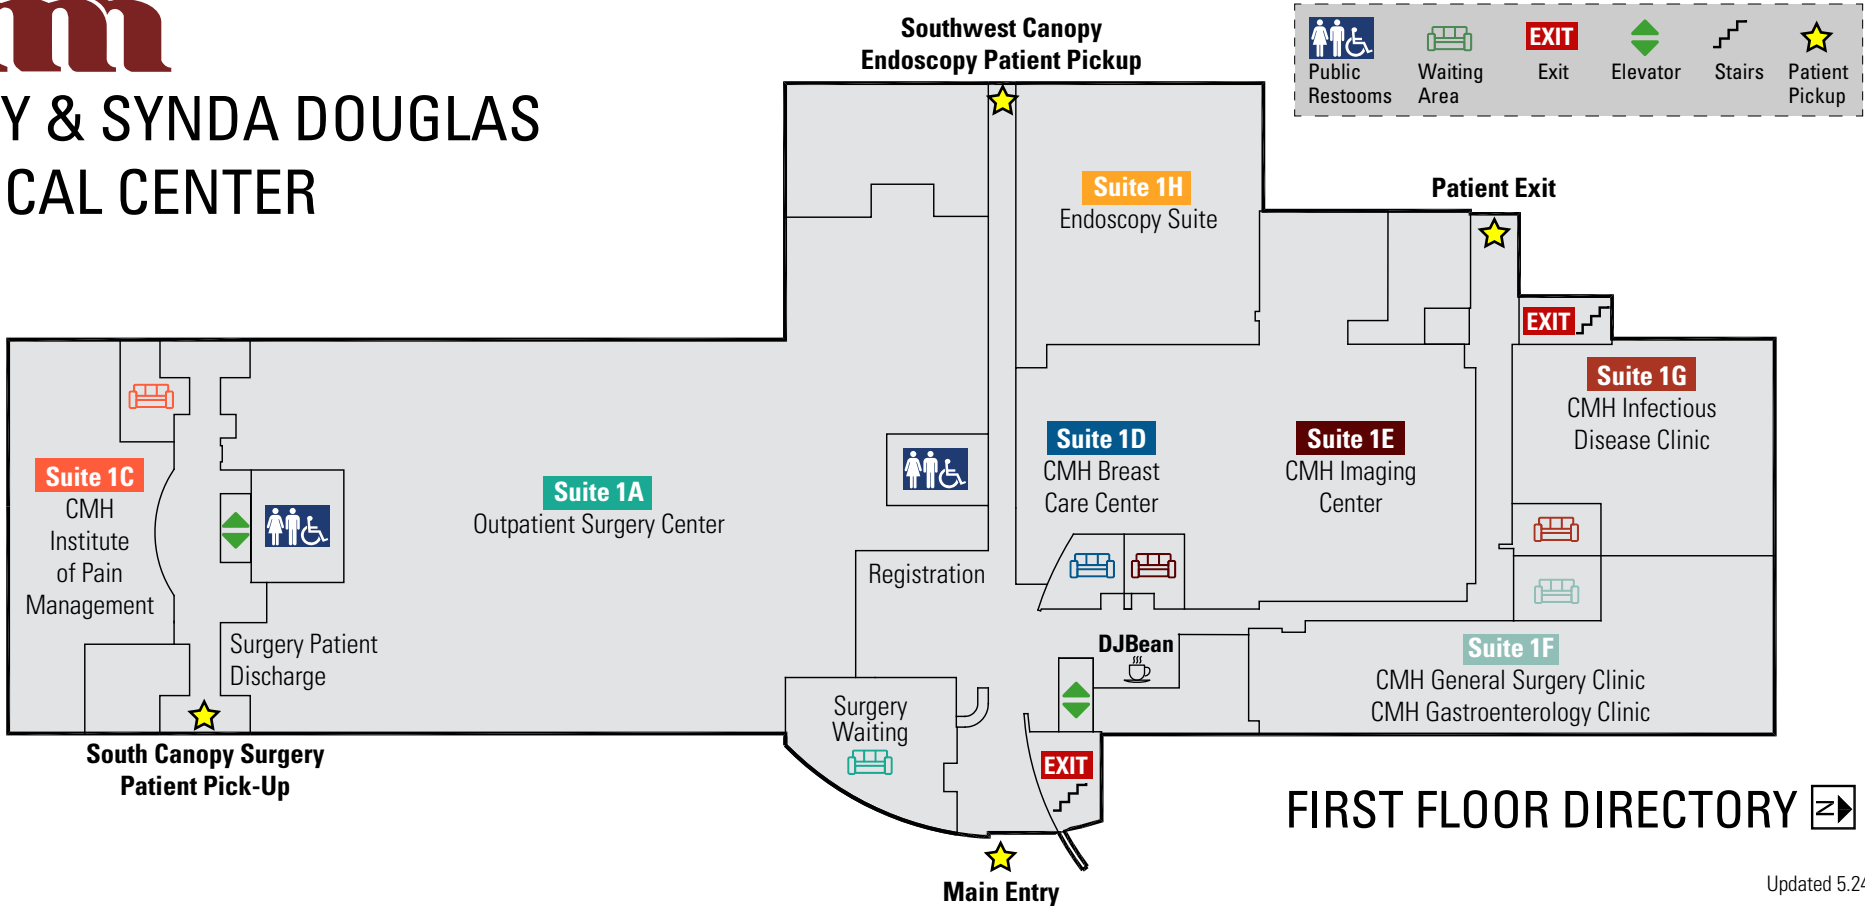 Y & SYNDA DOUGLAS
CAL CENTER
Southwest Canopy
Endoscopy Patient Pickup
Public
Restooms
Waiting
Area
EXIT
Exit
Elevator
Stairs
Patient
Pickup
Suite 1H
Endoscopy Suite
Patient Exit
EXIT
Suite 1G
CMH Infectious
Disease Clinic
Suite 1C
CMH
Institute
of Pain
Management
Suite 1A
Outpatient Surgery Center
Suite 1D
CMH Breast
Care Center
Suite 1E
CMH Imaging
Center
Registration
Surgery Patient
Discharge
DJBean
Suite 1F
CMH General Surgery Clinic
CMH Gastroenterology Clinic
Surgery
Waiting
EXIT
South Canopy Surgery
Patient Pick-Up
Main Entry
FIRST FLOOR DIRECTORY
N
Updated 5.24